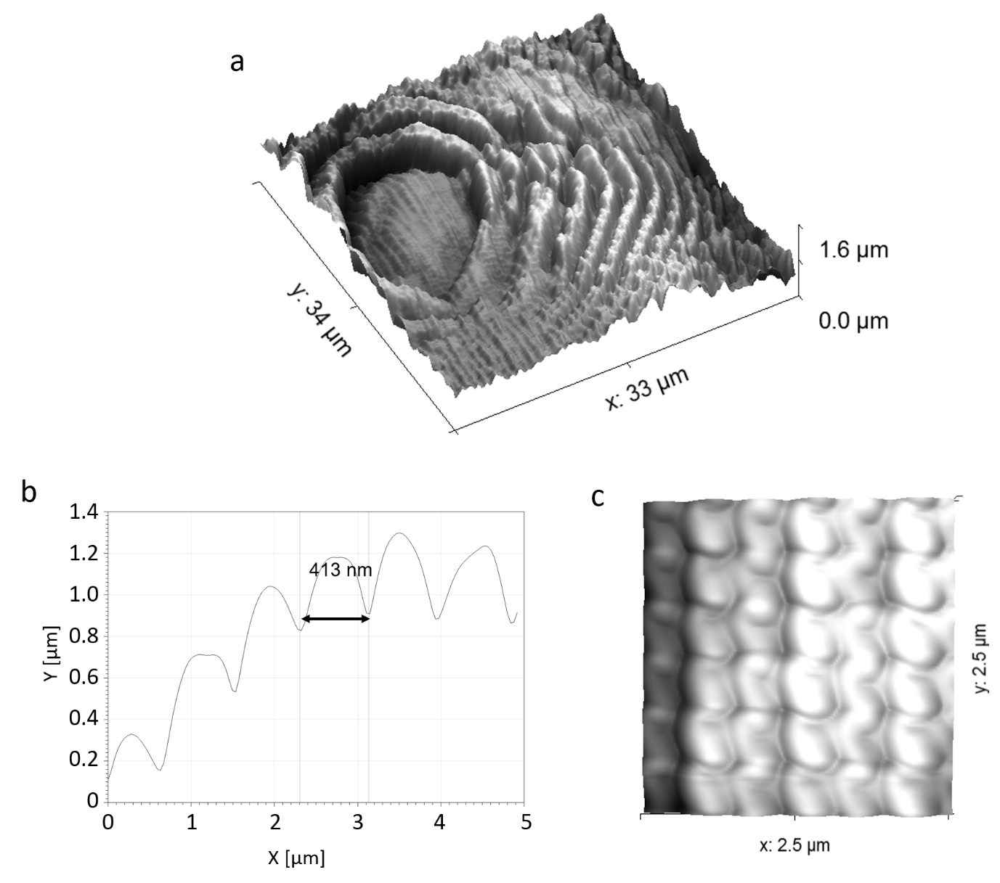 a
1.6 µm
0.0 µm
y: 34 µm
x: 33 µm
b
1.4
1.2
1.0
0.8
0.6
0.4
0.2
0
Y [µm]
413 nm
0 1 2 3 4 5
X [µm]
c
y: 2.5 µm
x: 2.5 µm